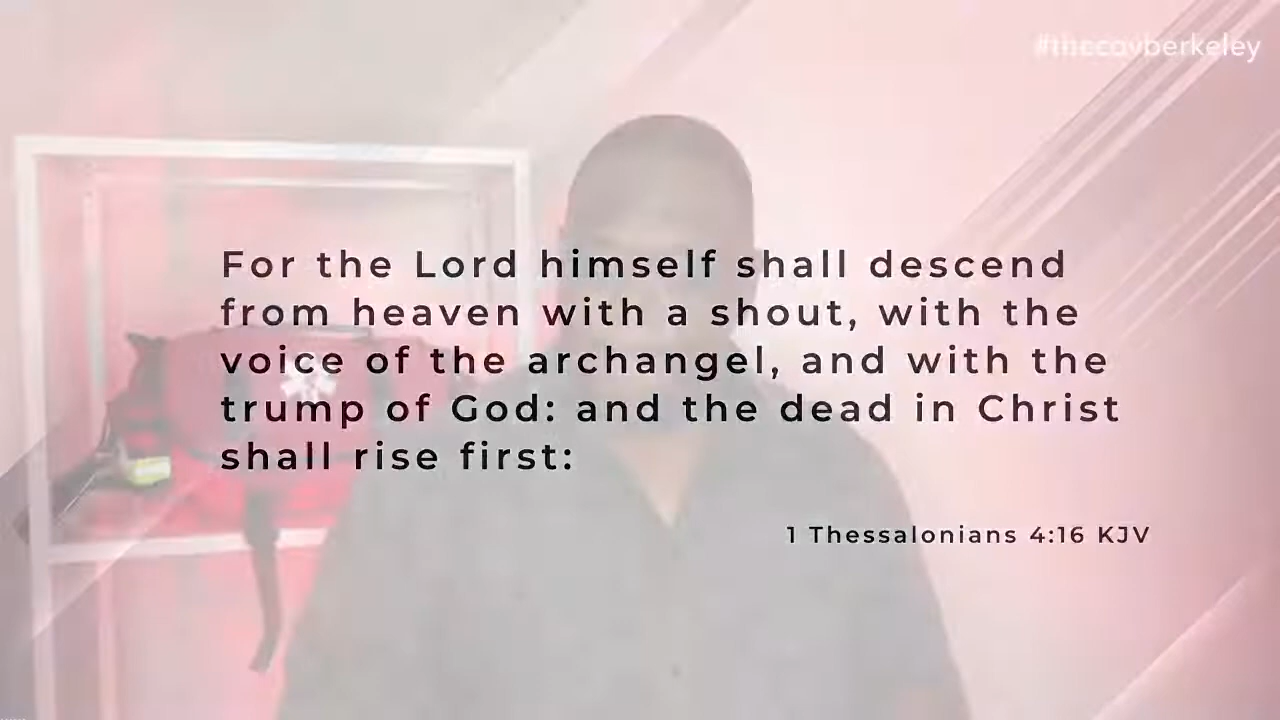 #thecavberkeley
For the Lord himself shall descend
from heaven with a shout, with the
voice of the archangel, and with the
trump of God: and the dead in Christ
shall rise first:
1 Thessalonians 4:16 KJV